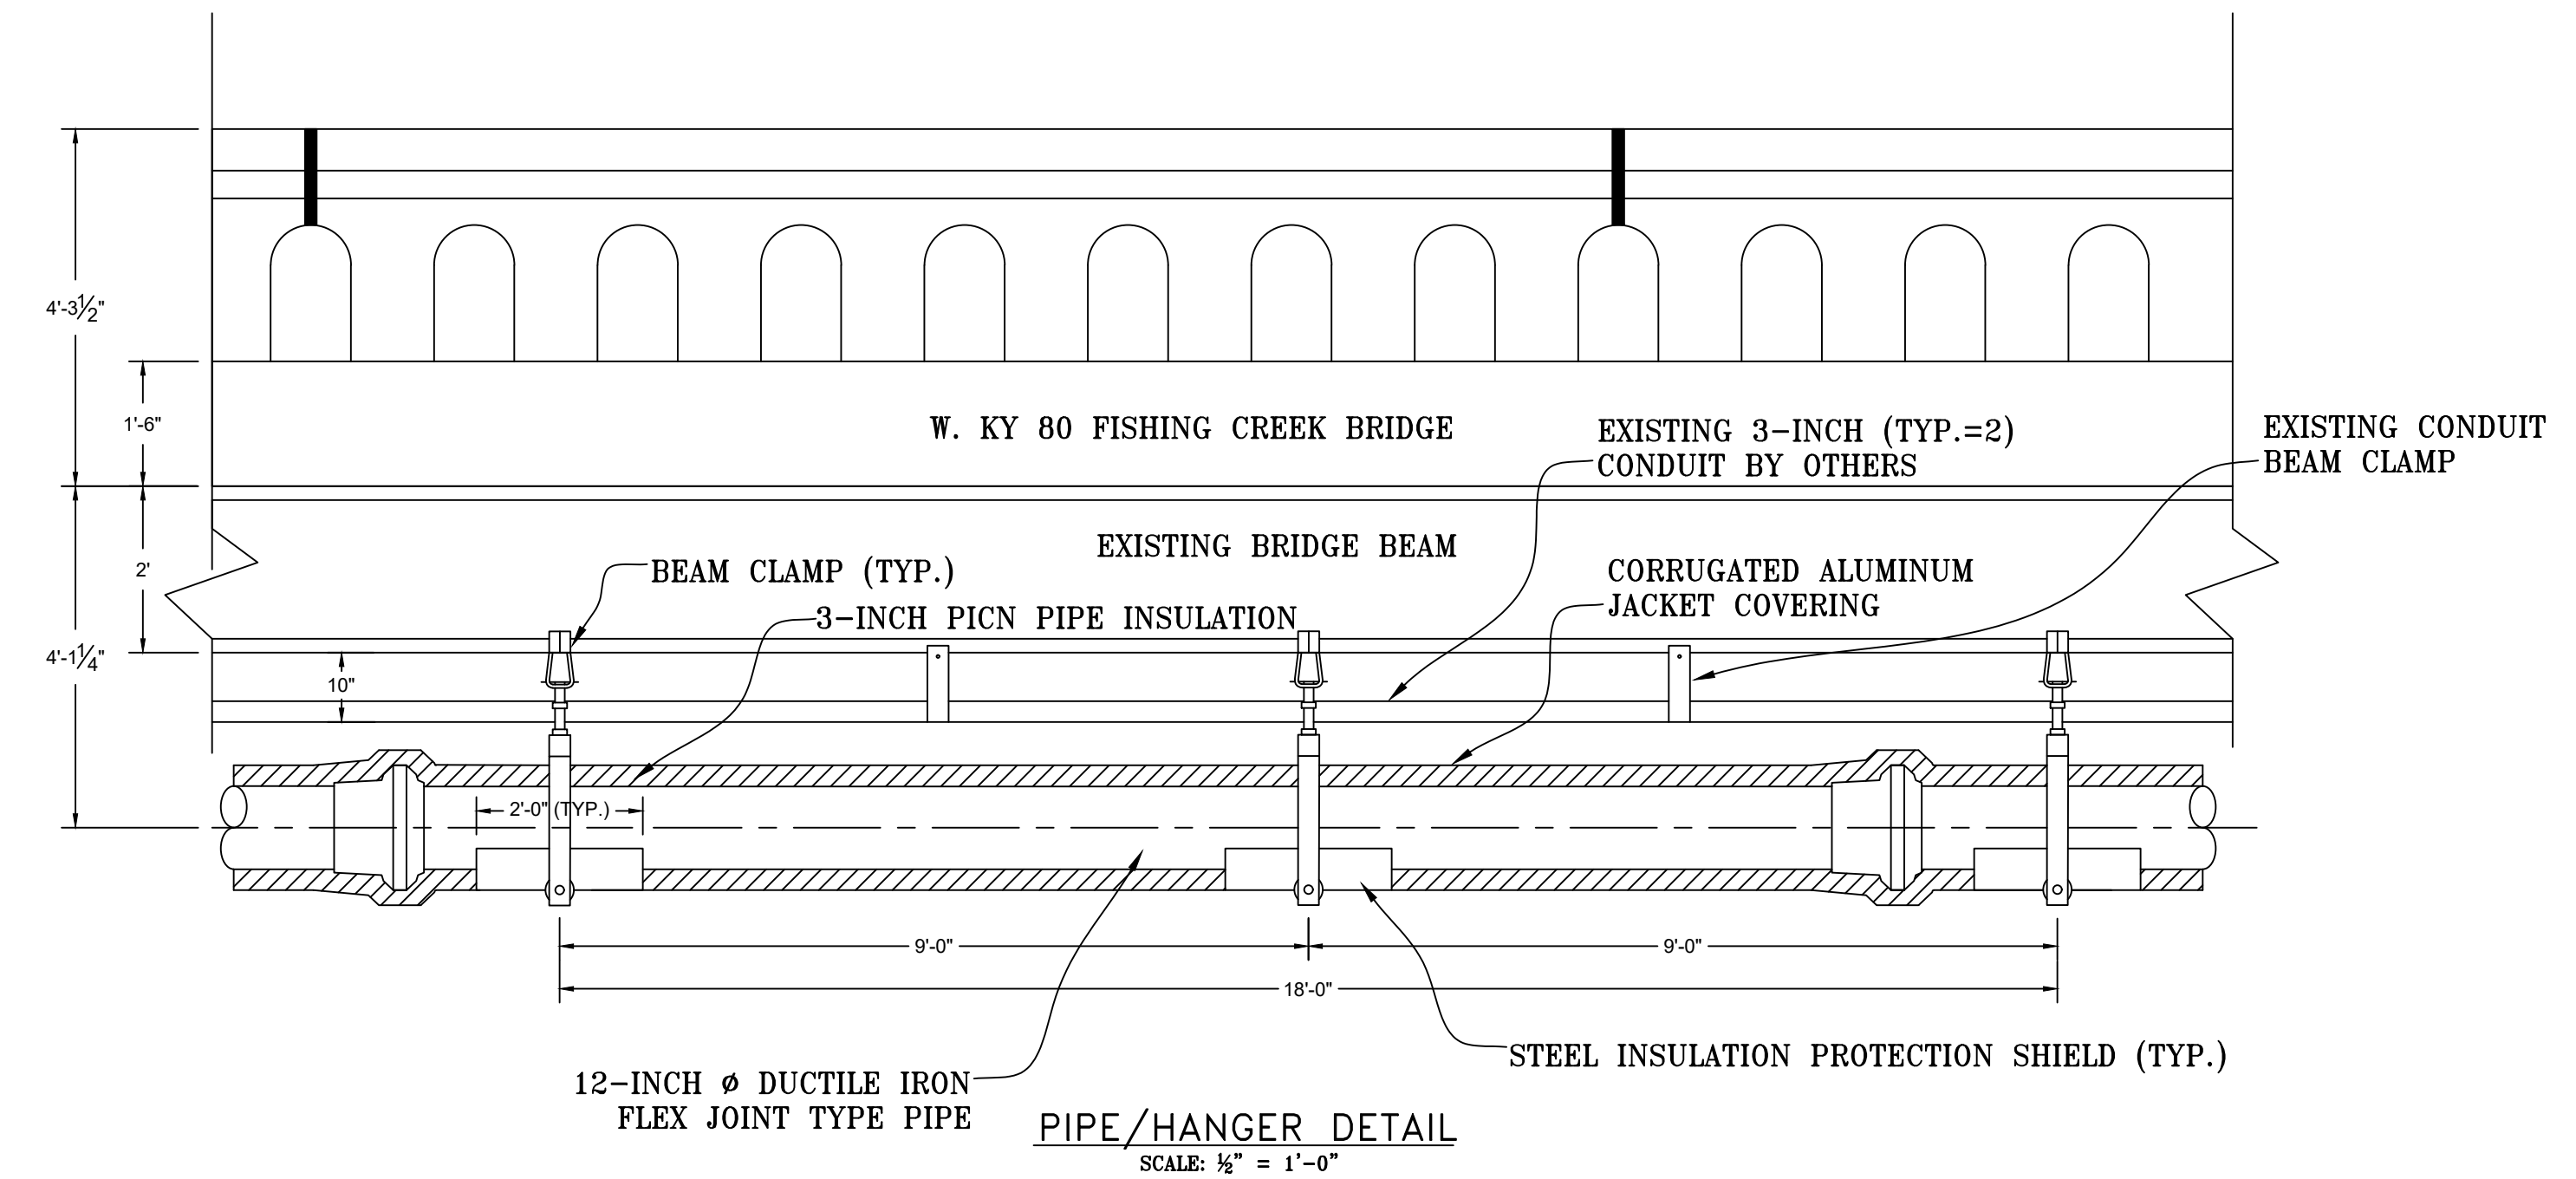 4'-3½"
1'-6"
W. KY 80 FISHING CREEK BRIDGE
EXISTING 3-INCH (TYP.=2)
CONDUIT BY OTHERS
EXISTING CONDUIT
BEAM CLAMP
EXISTING BRIDGE BEAM
2'
BEAM CLAMP (TYP.)
CORRUGATED ALUMINUM
JACKET COVERING
3-INCH PICN PIPE INSULATION
4'-1¼"
10"
2'-0" (TYP.)
9'-0"
9'-0"
18'-0"
STEEL INSULATION PROTECTION SHIELD (TYP.)
12-INCH Ø DUCTILE IRON
FLEX JOINT TYPE PIPE
PIPE/HANGER DETAIL
SCALE: ½" = 1'-0"